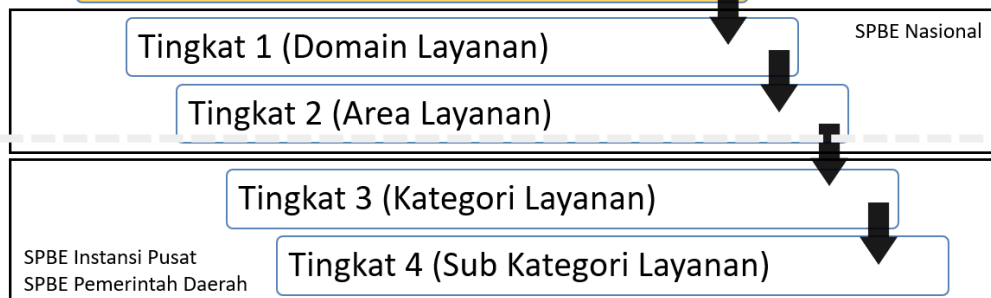 Tingkat 1 (Domain Layanan)
SPBE Nasional
Tingkat 2 (Area Layanan)
Tingkat 3 (Kategori Layanan)
SPBE Instansi Pusat
SPBE Pemerintah Daerah
Tingkat 4 (Sub Kategori Layanan)